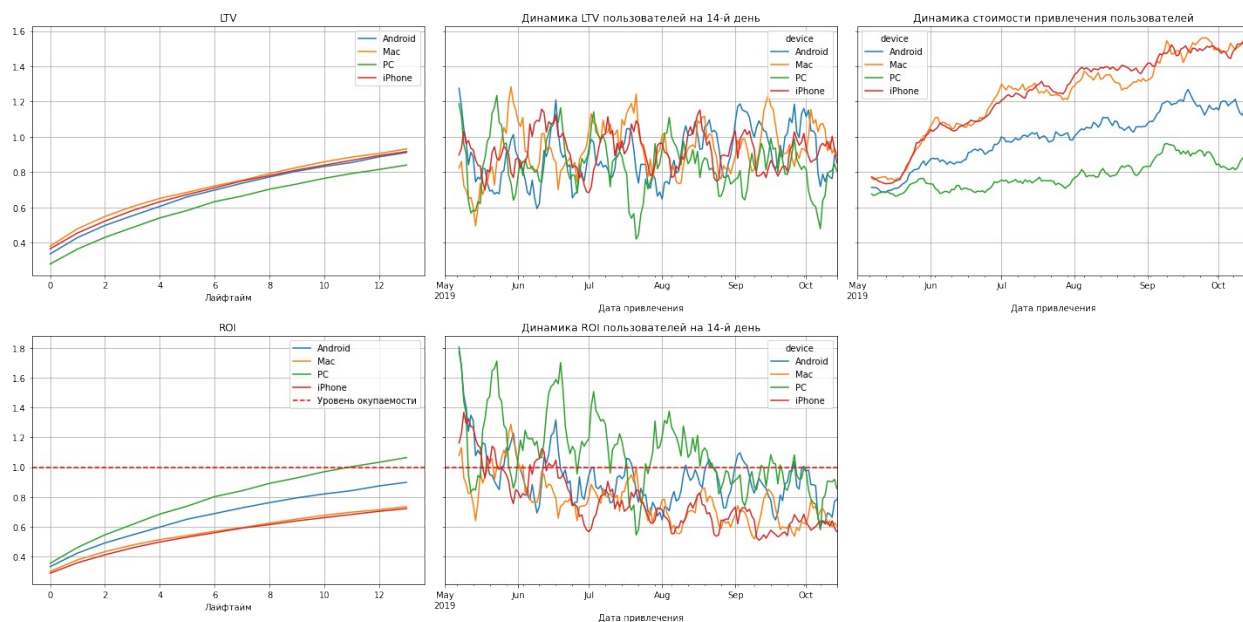 LTV
1.6
1.4
1.2
1.0
0.8
0.6
0.4
0 2 4 6 8 10 12
Лайфтайм
Android
Mac
PC
iPhone
Динамика LTV пользователей на 14-й день
device
Android
Mac
PC
iPhone
May Jun Jul Aug Sep Oct
2019
Дата привлечения
Динамика стоимости привлечения пользователей
device
Android
Mac
PC
iPhone
May Jun Jul Aug Sep Oct
2019
Дата привлечения
ROI
1.8
1.6
1.4
1.2
1.0
0.8
0.6
0.4
0 2 4 6 8 10 12
Лайфтайм
Android
Mac
PC
iPhone
Уровень окупаемости
Динамика ROI пользователей на 14-й день
device
Android
Mac
PC
iPhone
May Jun Jul Aug Sep Oct
2019
Дата привлечения